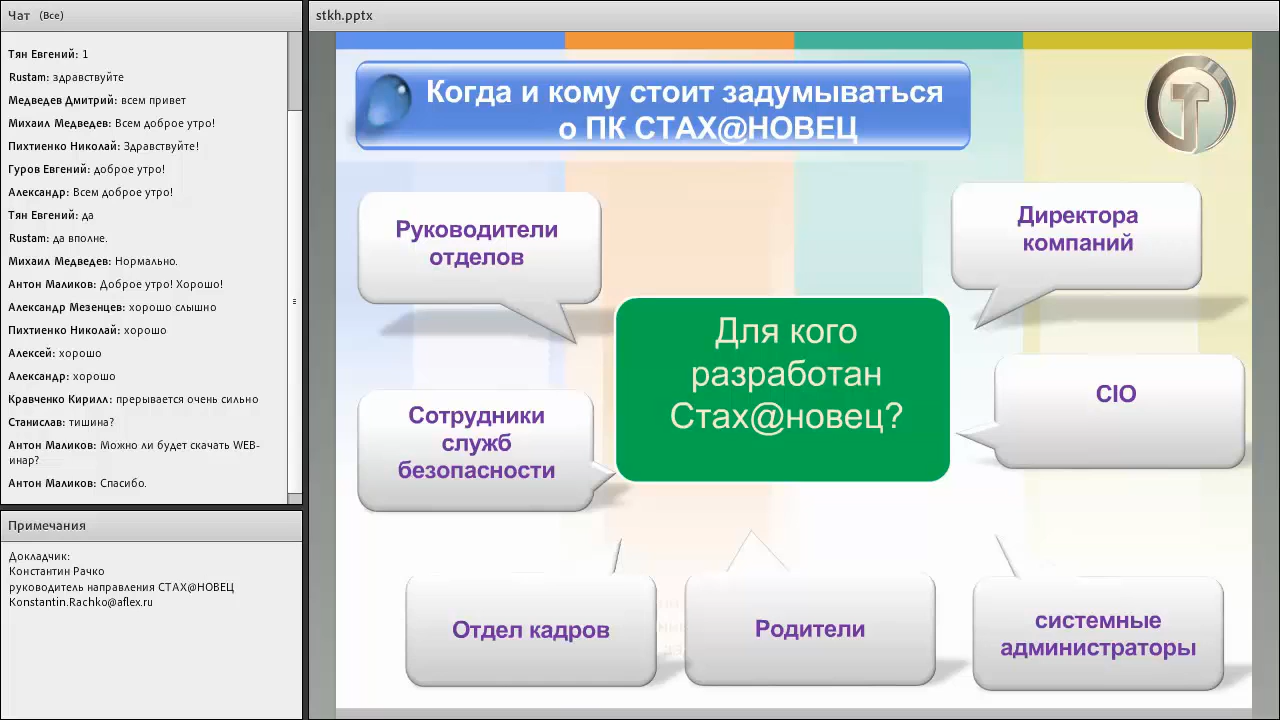 Чат (Все)
Тян Евгений: 1
Rustam: здравствуйте
Медведев Дмитрий: всем привет
Михаил Медведев: Всем доброе утро!
Пихтиенко Николай: Здравствуйте!
Гуров Евгений: доброе утро!
Александр: Всем доброе утро!
Тян Евгений: да
Rustam: да вполне.
Михаил Медведев: Нормально.
Антон Маликов: Доброе утро! Хорошо!
Александр Мезенцев: хорошо слышно
Пихтиенко Николай: хорошо
Алексей: хорошо
Александр: хорошо
Кравченко Кирилл: прерывается очень сильно
Станислав: тишина?
Антон Маликов: Можно ли будет скачать WEB-
инар?
Антон Маликов: Спасибо.
Примечания
Докладчик:
Константин Рачко
руководитель направления СТАХ@НОВЕЦ
Konstantin.Rachko@aflex.ru
stkh.pptx
Когда и кому стоит задумываться
о ПК СТАХ@НОВЕЦ
Руководители
отделов
Директора
компаний
Для кого
разработан
Стах@новец?
CIO
Сотрудники
служб
безопасности
Отдел кадров
Родители
системные
администраторы